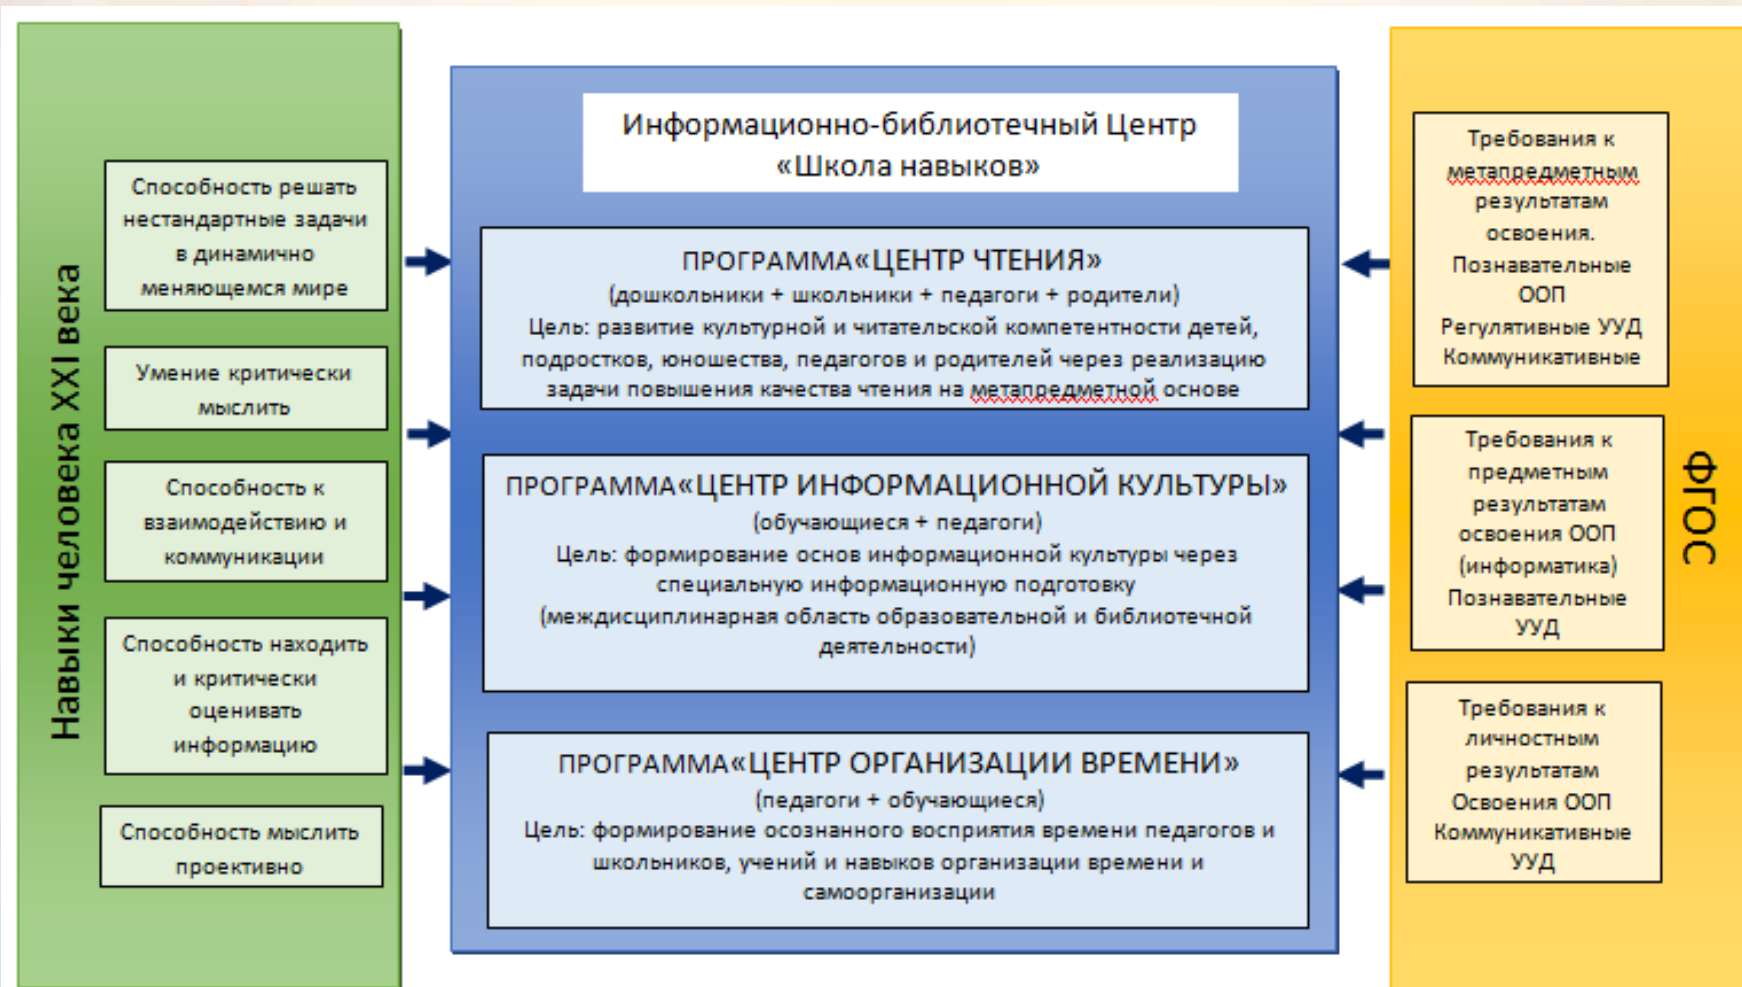 Навыки человека XXI века
Способность решать
нестандартные задачи
в динамично
меняющемся мире
Умение критически
мыслить
Способность к
взаимодействию и
коммуникации
Способность находить
и критически
оценивать
информацию
Способность мыслить
проективно
Информационно-библиотечный Центр
«Школа навыков»
ПРОГРАММА«ЦЕНТР ЧТЕНИЯ»
(дошкольники + школьники + педагоги + родители)
Цель: развитие культурной и читательской компетентности детей,
подростков, юношества, педагогов и родителей через реализацию
задачи повышения качества чтения на метапредметной основе
ПРОГРАММА«ЦЕНТР ИНФОРМАЦИОННОЙ КУЛЬТУРЫ»
(обучающиеся + педагоги)
Цель: формирование основ информационной культуры через
специальную информационную подготовку
(междисциплинарная область образовательной и библиотечной
деятельности)
ПРОГРАММА«ЦЕНТР ОРГАНИЗАЦИИ ВРЕМЕНИ»
(педагоги + обучающиеся)
Цель: формирование осознанного восприятия времени педагогов и
школьников, учений и навыков организации времени и
самоорганизации
Требования к
метапредметным
результатам
освоения.
Познавательные
ООП
Регулятивные УУД
Коммуникативные
Требования к
предметным
результатам
освоения ООП
(информатика)
Познавательные
УУД
Требования к
личностным
результатам
Освоения ООП
Коммуникативные
УУД
ФГОС